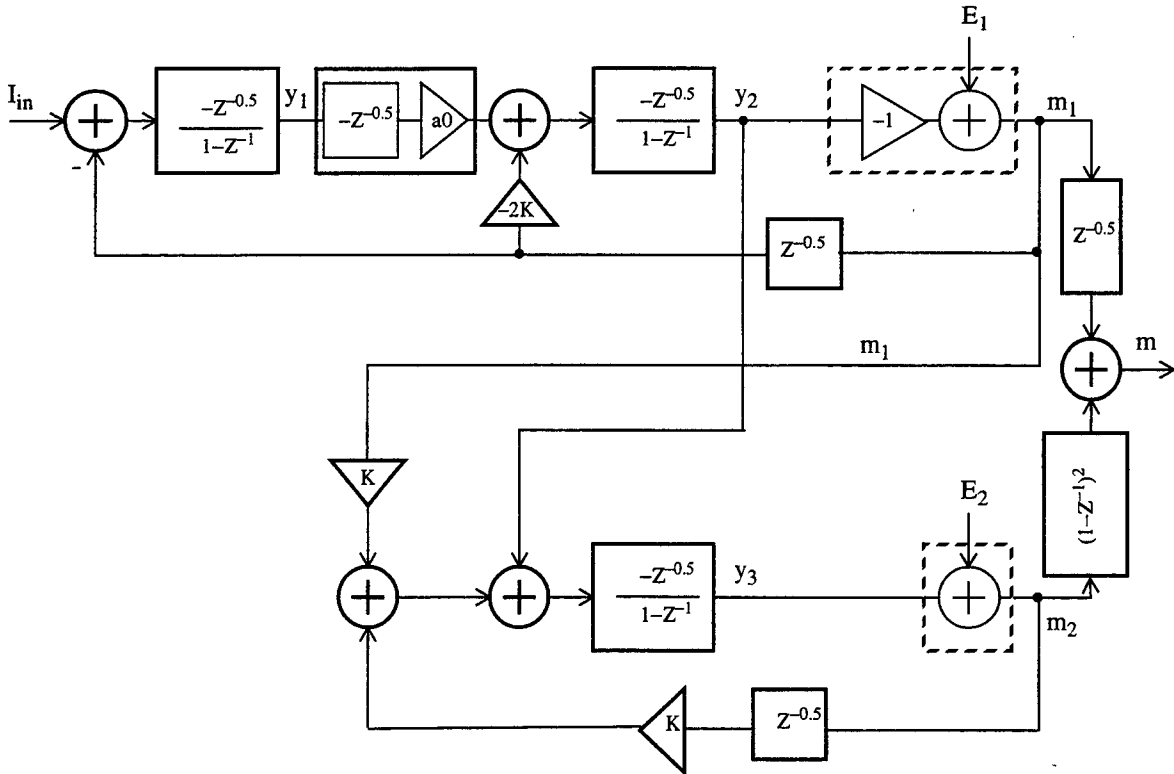 E₁
I_in
–Z^–0.5
1–Z^–1
y₁
–Z^–0.5
a0
–Z^–0.5
1–Z^–1
y₂
–1
m₁
-
–2K
Z^–0.5
Z^–0.5
m₁
m
K
E₂
(1–Z^–1)^2
–Z^–0.5
1–Z^–1
y₃
m₂
K
Z^–0.5